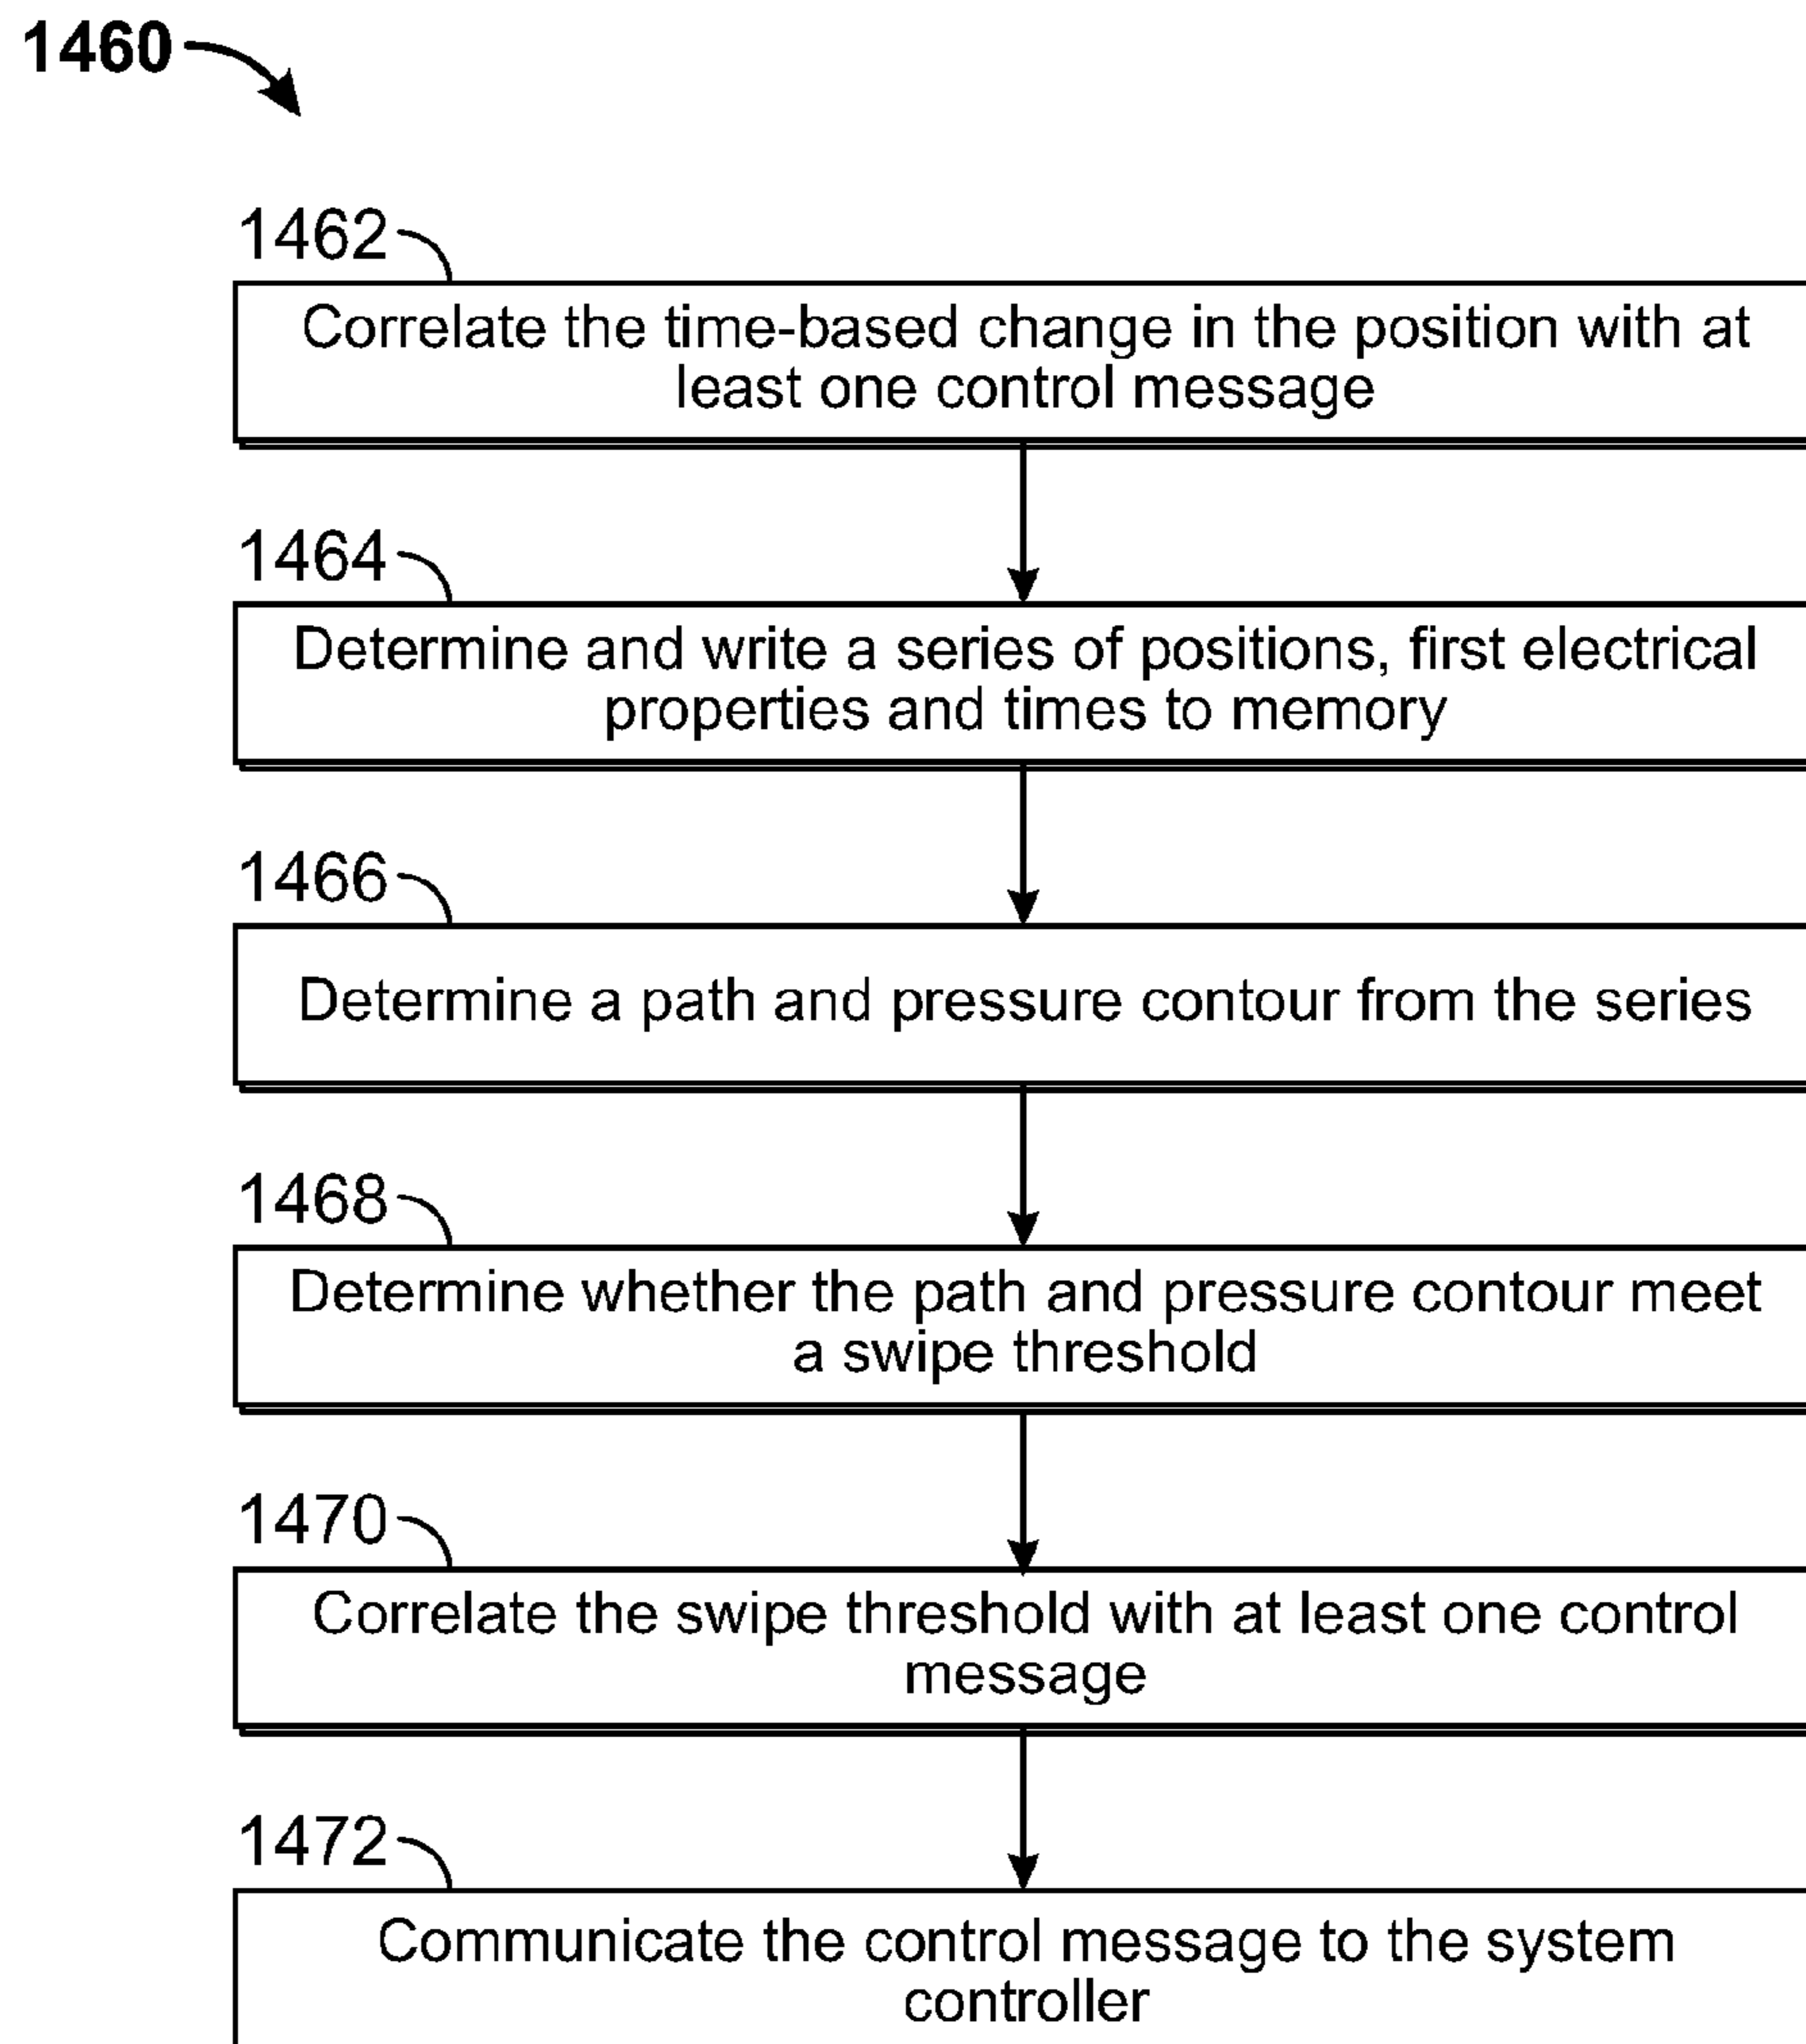 1460
1462
Correlate the time-based change in the position with at
least one control message
1464
Determine and write a series of positions, first electrical
properties and times to memory
1466
Determine a path and pressure contour from the series
1468
Determine whether the path and pressure contour meet
a swipe threshold
1470
Correlate the swipe threshold with at least one control
message
1472
Communicate the control message to the system
controller